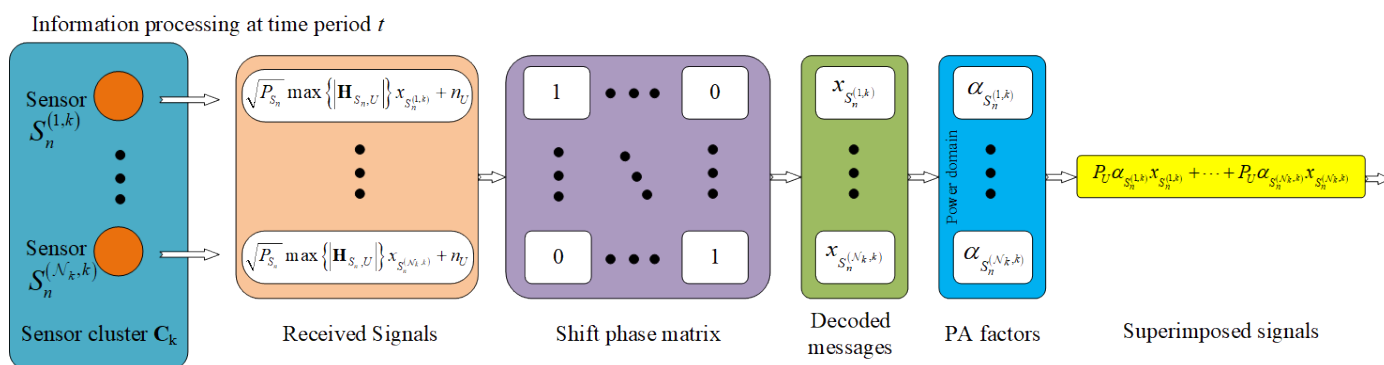 Information processing at time period t
Sensor
S_n^{(1,k)}
Sensor
S_n^{(𝒩_k,k)}
Sensor cluster C_k
√P_{S_n} max{|H_{S_n,U}|} x_{S_n^{(1,k)}} + n_U
√P_{S_n} max{|H_{S_n,U}|} x_{S_n^{(𝒩_k,k)}} + n_U
Received Signals
1 ••• 0
0 ••• 1
Shift phase matrix
x_{S_n^{(1,k)}}
x_{S_n^{(𝒩_k,k)}}
Decoded
messages
Power domain
α_{S_n^{(1,k)}}
α_{S_n^{(𝒩_k,k)}}
PA factors
P_U α_{S_n^{(1,k)}} x_{S_n^{(1,k)}} + ⋯ + P_U α_{S_n^{(𝒩_k,k)}} x_{S_n^{(𝒩_k,k)}}
Superimposed signals